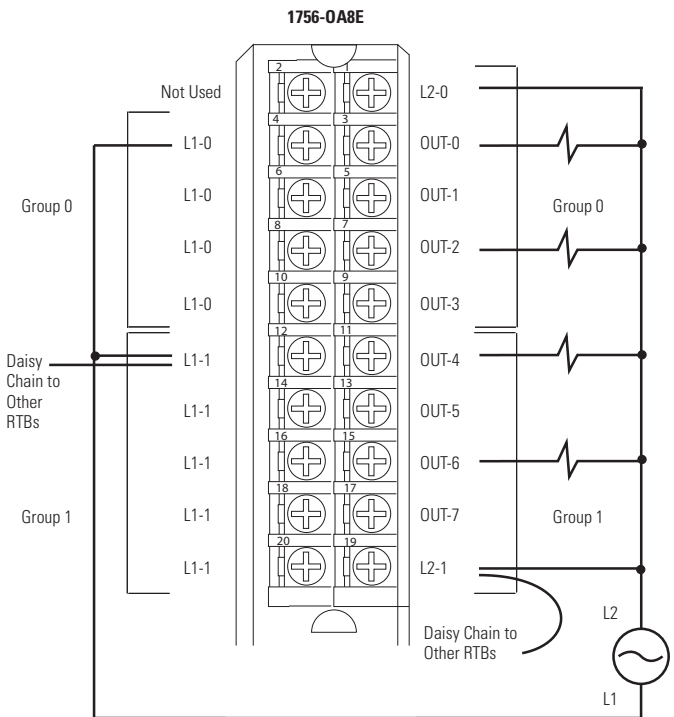 1756-OA8E
2 1
Not Used L2-0
4 3
L1-0 OUT-0
6 5
L1-0 OUT-1
Group 0 Group 0
8 7
L1-0 OUT-2
10 9
L1-0 OUT-3
12 11
L1-1 OUT-4
Daisy
Chain to
Other
RTBs
14 13
L1-1 OUT-5
16 15
L1-1 OUT-6
18 17
L1-1 OUT-7
Group 1 Group 1
20 19
L1-1 L2-1
L2
Daisy Chain to
Other RTBs
L1